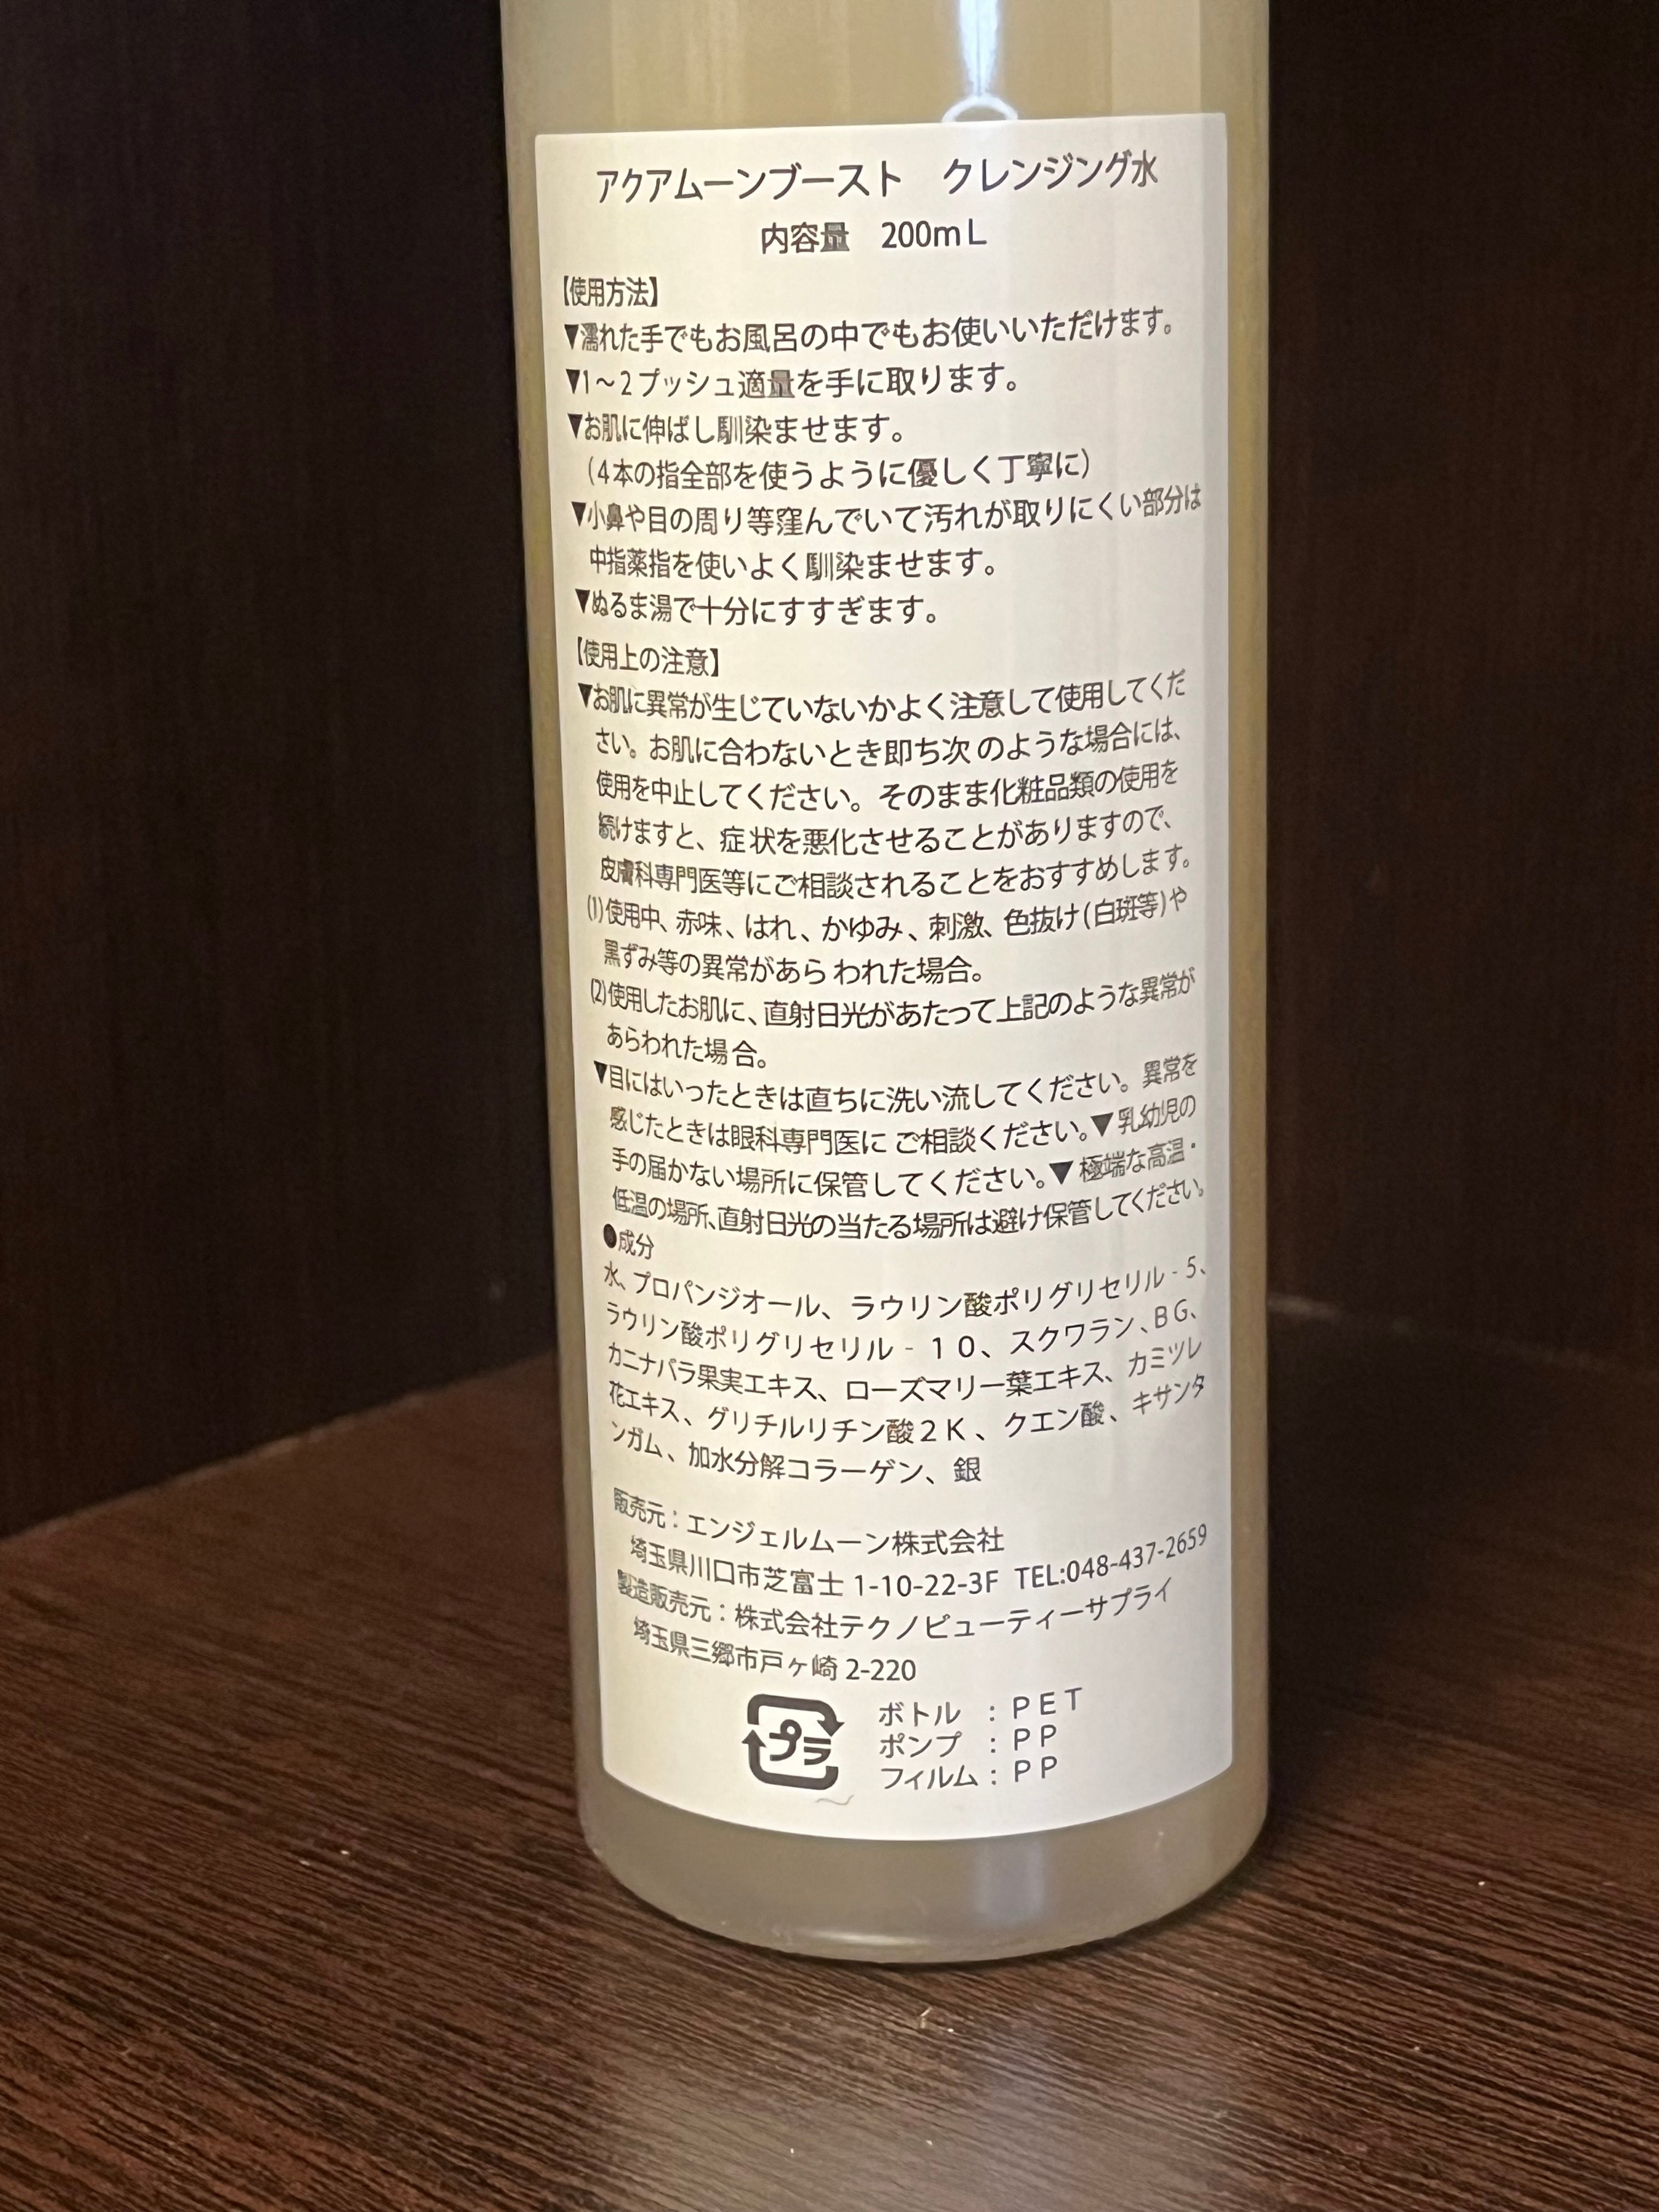 アクアムーンブースト　クレンジング水
内容量　200mL
【使用方法】
▼濡れた手でもお風呂の中でもお使いいただけます。
▼1～2プッシュ適量を手に取ります。
▼お肌に伸ばし馴染ませます。
（4本の指全部を使うように優しく丁寧に）
▼小鼻や目の周り等窪んでいて汚れが取りにくい部分は
中指薬指を使いよく馴染ませます。
▼ぬるま湯で十分にすすぎます。
【使用上の注意】
▼お肌に異常が生じていないかよく注意して使用してくだ
さい。お肌に合わないとき即ち次 のような場合には、
使用を中止してください。そのまま化粧品類の使用を
続けますと、症状を悪化させることがありますので、
皮膚科専門医等にご相談されることをおすすめします。
(1)使用中、赤味、はれ、かゆみ、刺激、色抜け(白斑等)や
黒ずみ等の異常があら われた場合。
(2)使用したお肌に、直射日光があたって上記のような異常が
あらわれた場 合。
▼目にはいったときは直ちに洗い流してください。異常を
感じたときは眼科専門医に ご相談ください。▼乳幼児の
手の届かない場所に保管してください。▼極端な高温・
低温の場所、直射日光の当たる場所は避け保管してください。
●成分
水、プロパンジオール、ラウリン酸ポリグリセリル‐５、
ラウリン酸ポリグリセリル‐１０、スクワラン、ＢＧ、
カニナバラ果実エキス、ローズマリー葉エキス、カミツレ
花エキス、グリチルリチン酸２Ｋ、クエン酸、キサンタ
ンガム、加水分解コラーゲン、銀
販売元：エンジェルムーン株式会社
埼玉県川口市芝富士 1-10-22-3F TEL:048-437-2659
製造販売元：株式会社テクノビューティーサプライ
埼玉県三郷市戸ヶ崎 2-220
プラ
ボトル　：ＰＥＴ
ポンプ　：ＰＰ
フィルム：ＰＰ